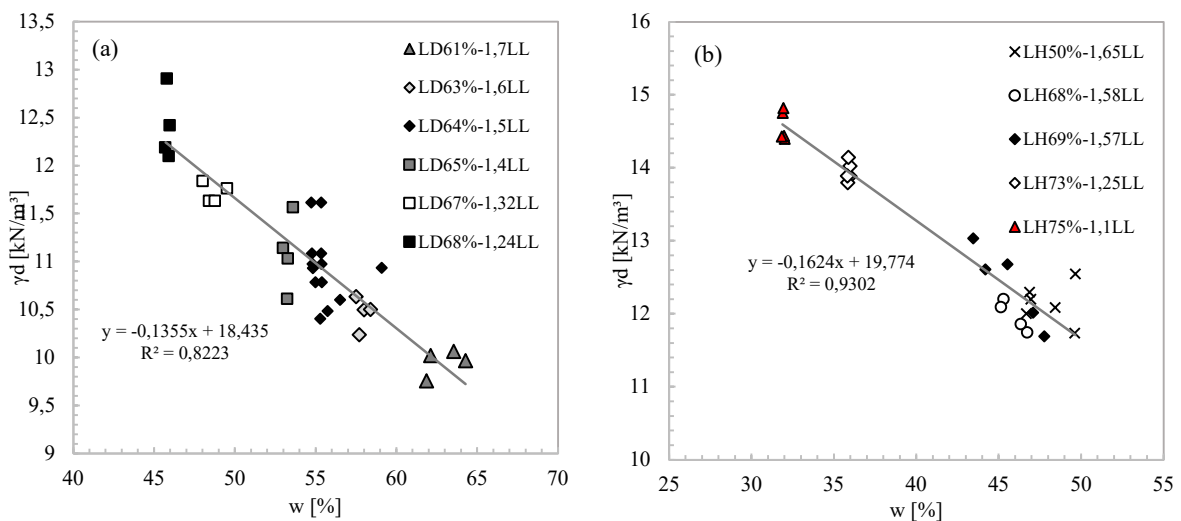 (a)
γd [kN/m³]
13,5
13
12,5
12
11,5
11
10,5
10
9,5
9
LD61%-1,7LL
LD63%-1,6LL
LD64%-1,5LL
LD65%-1,4LL
LD67%-1,32LL
LD68%-1,24LL
y = -0,1355x + 18,435
R² = 0,8223
40
45
50
55
60
65
70
w [%]
(b)
γd [kN/m³]
16
15
14
13
12
11
10
LH50%-1,65LL
LH68%-1,58LL
LH69%-1,57LL
LH73%-1,25LL
LH75%-1,1LL
y = -0,1624x + 19,774
R² = 0,9302
25
30
35
40
45
50
55
w [%]